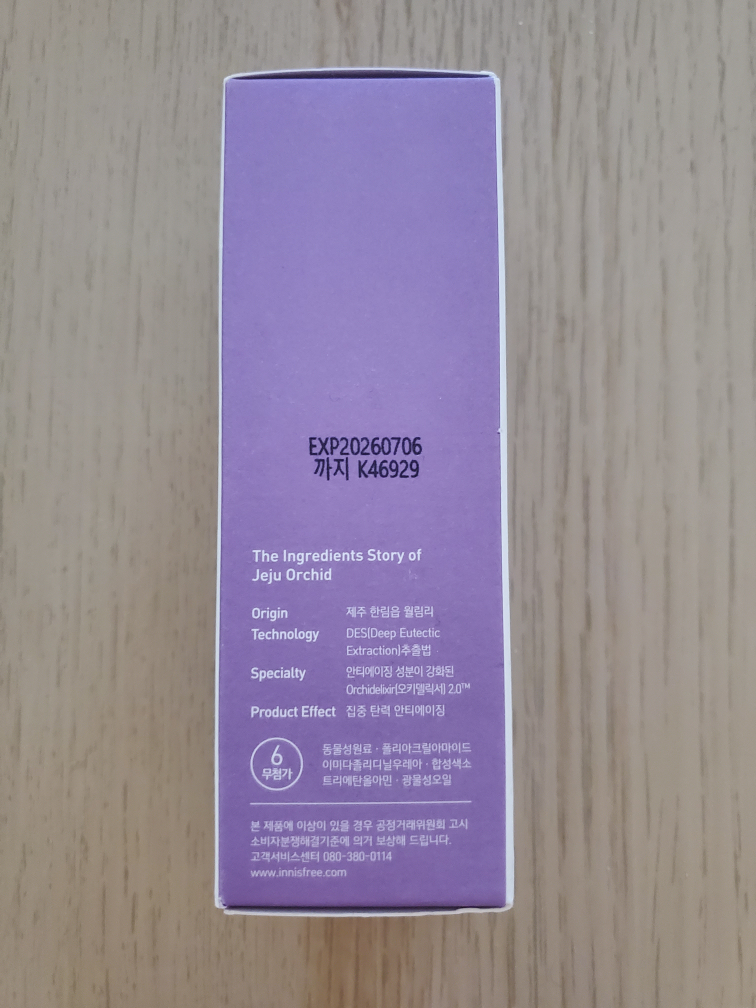 EXP20260706
까지 K46929
The Ingredients Story of
Jeju Orchid
Origin 제주 한림읍 월림리
Technology DES(Deep Eutectic
Extraction)추출법
Specialty 안티에이징 성분이 강화된
Orchidelixir(오키델릭서) 2.0™
Product Effect 집중 탄력 안티에이징
6
무첨가
동물성원료 · 폴리아크릴아마이드
이미다졸리디닐우레아 · 합성색소
트리에탄올아민 · 광물성오일
본 제품에 이상이 있을 경우 공정거래위원회 고시
소비자분쟁해결기준에 의거 보상해 드립니다.
고객서비스센터 080-380-0114
www.innisfree.com